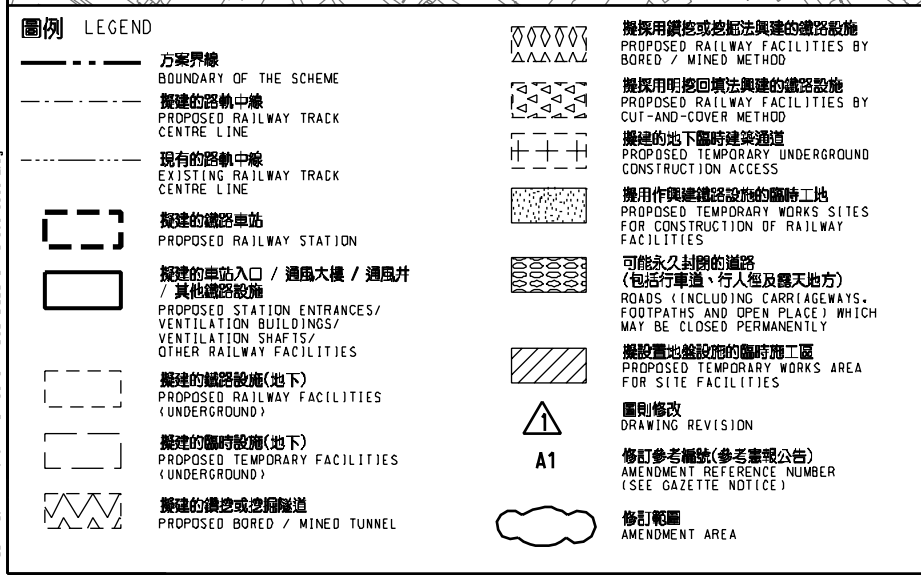 圖例 LEGEND
方案界線
BOUNDARY OF THE SCHEME
擬建的路軌中線
PROPOSED RAILWAY TRACK
CENTRE LINE
現有的路軌中線
EXISTING RAILWAY TRACK
CENTRE LINE
擬建的鐵路車站
PROPOSED RAILWAY STATION
擬建的車站入口 / 通風大樓 / 通風井
/ 其他鐵路設施
PROPOSED STATION ENTRANCES/
VENTILATION BUILDINGS/
VENTILATION SHAFTS/
OTHER RAILWAY FACILITIES
擬建的鐵路設施(地下)
PROPOSED RAILWAY FACILITIES
(UNDERGROUND)
擬建的臨時設施(地下)
PROPOSED TEMPORARY FACILITIES
(UNDERGROUND)
擬建的鑽挖或挖掘隧道
PROPOSED BORED / MINED TUNNEL
擬採用鑽挖或挖掘法興建的鐵路設施
PROPOSED RAILWAY FACILITIES BY
BORED / MINED METHOD
擬採用明挖回填法興建的鐵路設施
PROPOSED RAILWAY FACILITIES BY
CUT-AND-COVER METHOD
擬建的地下臨時建築通道
PROPOSED TEMPORARY UNDERGROUND
CONSTRUCTION ACCESS
擬用作興建鐵路設施的臨時工地
PROPOSED TEMPORARY WORKS SITES
FOR CONSTRUCTION OF RAILWAY
FACILITIES
可能永久封閉的道路
(包括行車道、行人徑及露天地方)
ROADS (INCLUDING CARRIAGEWAYS,
FOOTPATHS AND OPEN PLACE) WHICH
MAY BE CLOSED PERMANENTLY
擬設置地盤設施的臨時施工區
PROPOSED TEMPORARY WORKS AREA
FOR SITE FACILITIES
1
圖則修改
DRAWING REVISION
A1
修訂參考編號(參考憲報公告)
AMENDMENT REFERENCE NUMBER
(SEE GAZETTE NOTICE)
修訂範圍
AMENDMENT AREA